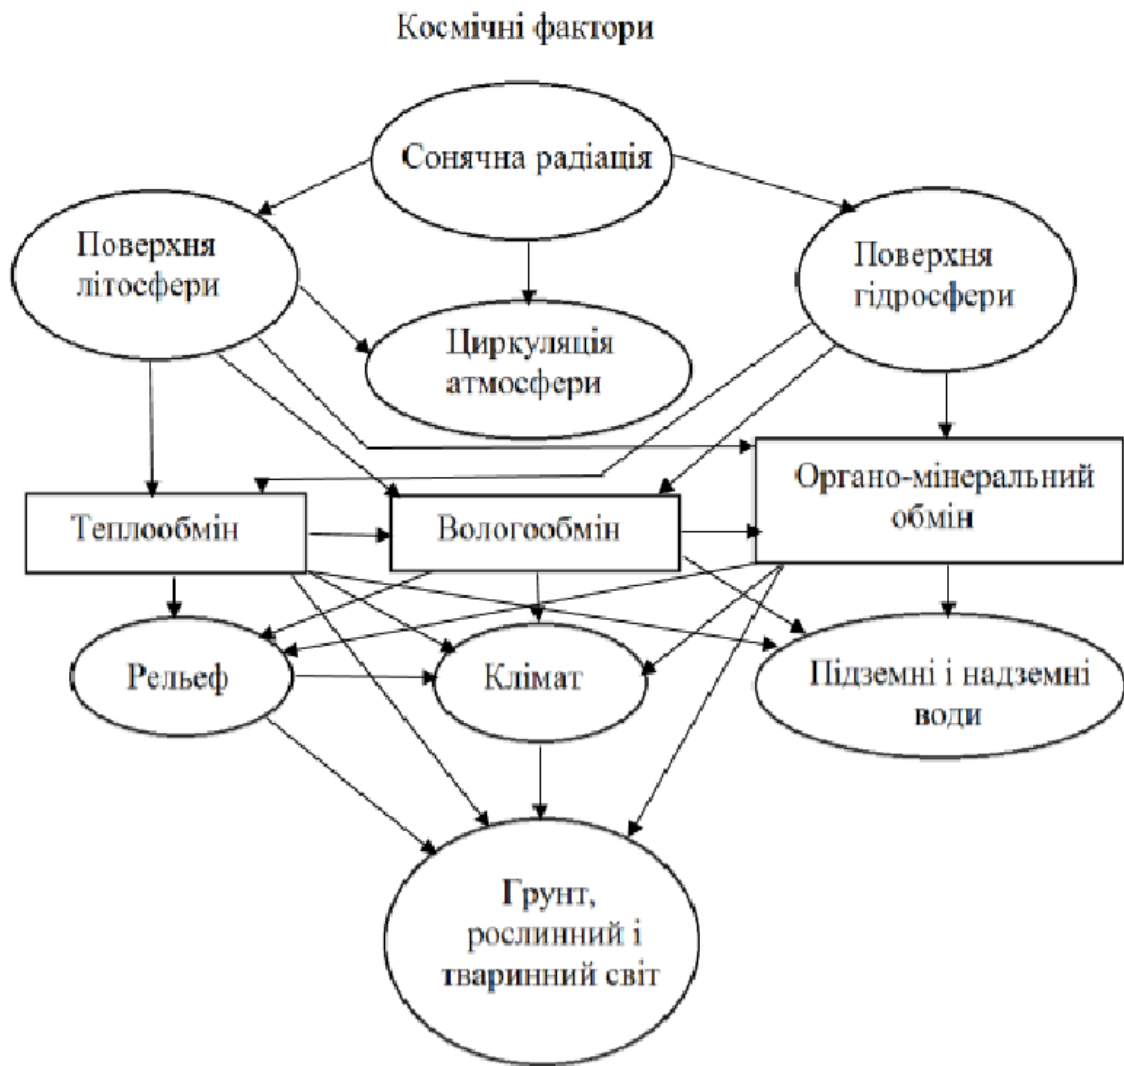 Космічні фактори
Сонячна радіація
Поверхня
літосфери
Поверхня
гідросфери
Циркуляція
атмосфери
Теплообмін
Вологообмін
Органо-мінеральний
обмін
Рельеф
Клімат
Підземні і надземні
води
Грунт,
рослинний і
тваринний світ